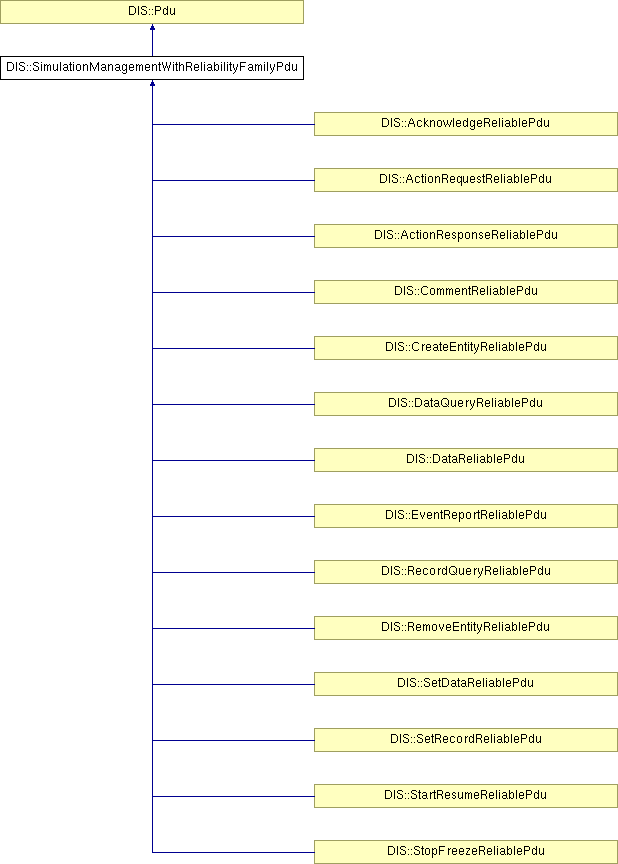 DIS::Pdu
DIS::SimulationManagementWithReliabilityFamilyPdu
DIS::AcknowledgeReliablePdu
DIS::ActionRequestReliablePdu
DIS::ActionResponseReliablePdu
DIS::CommentReliablePdu
DIS::CreateEntityReliablePdu
DIS::DataQueryReliablePdu
DIS::DataReliablePdu
DIS::EventReportReliablePdu
DIS::RecordQueryReliablePdu
DIS::RemoveEntityReliablePdu
DIS::SetDataReliablePdu
DIS::SetRecordReliablePdu
DIS::StartResumeReliablePdu
DIS::StopFreezeReliablePdu